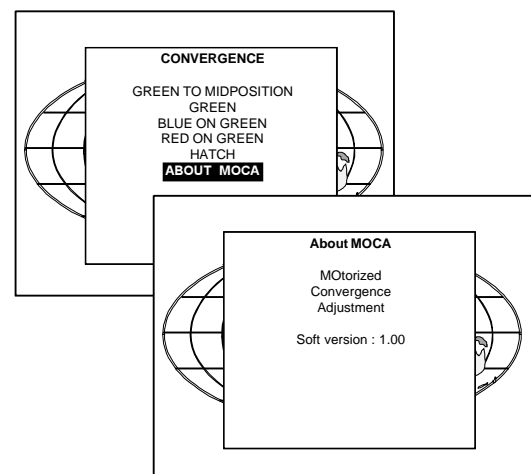 CONVERGENCE
GREEN TO MIDPOSITION
GREEN
BLUE ON GREEN
RED ON GREEN
HATCH
ABOUT MOCA
About MOCA
MOtorized
Convergence
Adjustment
Soft version : 1.00